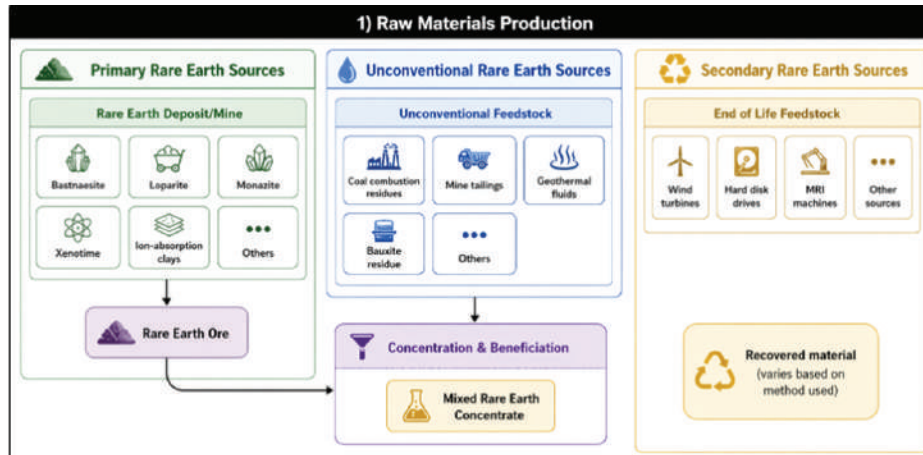 1) Raw Materials Production
Primary Rare Earth Sources
Rare Earth Deposit/Mine
Bastnaesite
Loparite
Monazite
Xenotime
Ion-absorption
clays
Others
Rare Earth Ore
Unconventional Rare Earth Sources
Unconventional Feedstock
Coal combustion
residues
Mine tailings
Geothermal
fluids
Bauxite
residue
Others
Concentration & Beneficiation
Mixed Rare Earth
Concentrate
Secondary Rare Earth Sources
End of Life Feedstock
Wind
turbines
Hard disk
drives
MRI
machines
Other
sources
Recovered material
(varies based on
method used)